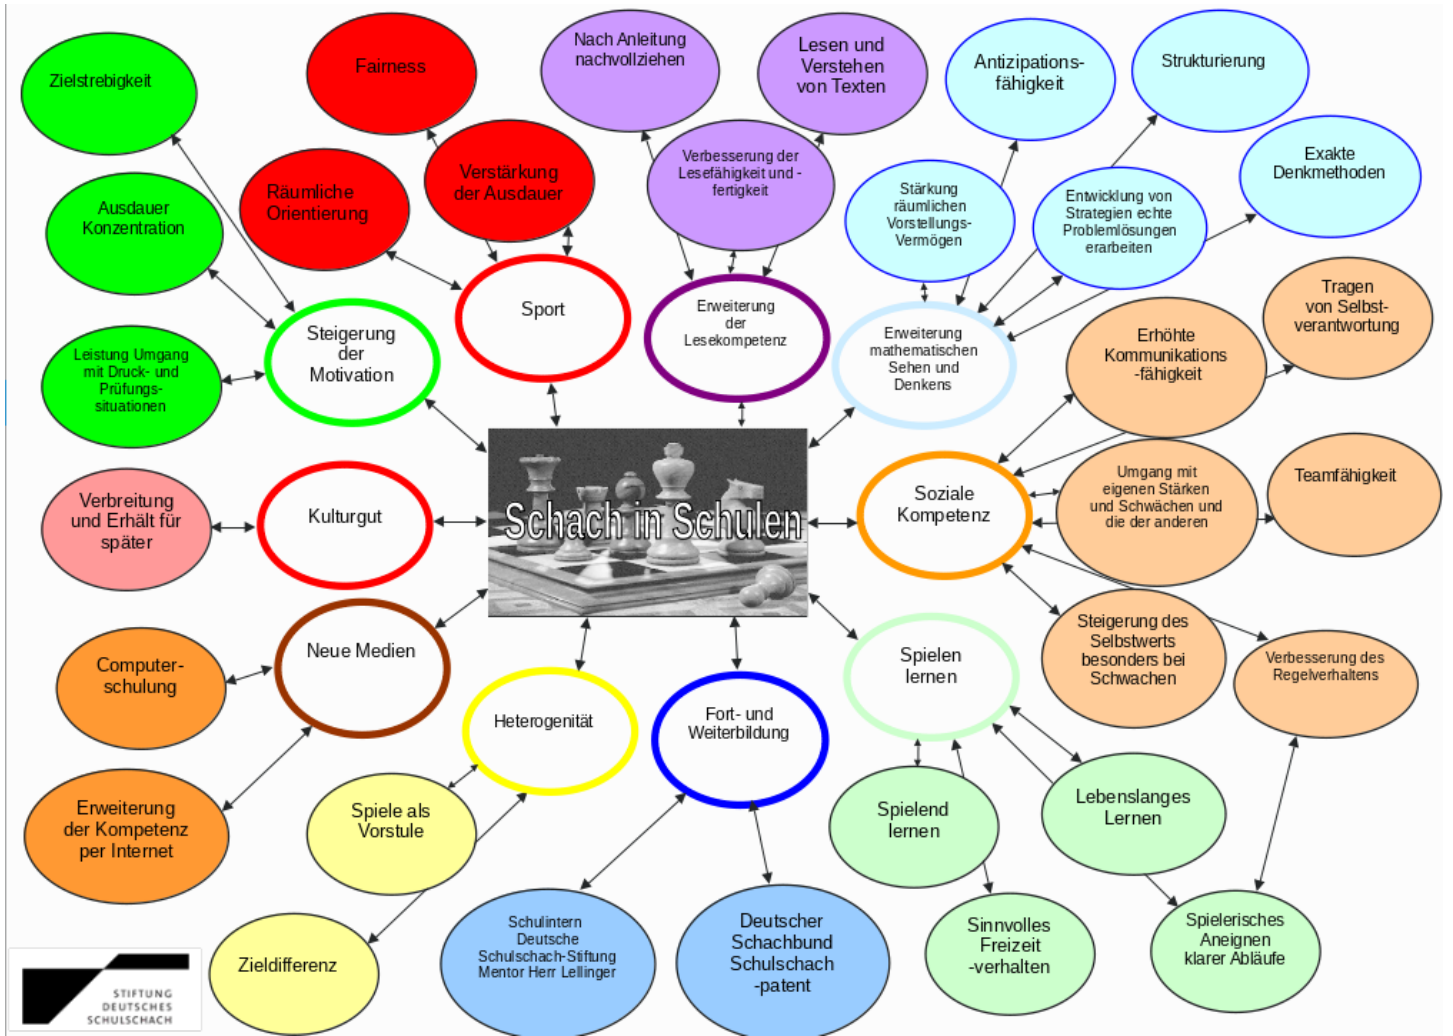 Zielstrebigkeit
Fairness
Nach Anleitung
nachvollziehen
Lesen und
Verstehen
von Texten
Antizipations-
fähigkeit
Strukturierung
Ausdauer
Konzentration
Räumliche
Orientierung
Verstärkung
der Ausdauer
Verbesserung der
Lesefähigkeit und -
fertigkeit
Stärkung
räumlichen
Vorstellungs-
Vermögen
Entwicklung von
Strategien echte
Problemlösungen
erarbeiten
Exakte
Denkmethoden
Leistung Umgang
mit Druck- und
Prüfungs-
situationen
Steigerung
der
Motivation
Sport
Erweiterung
der
Lesekompetenz
Erweiterung
mathematischen
Sehen und
Denkens
Erhöhte
Kommunikations
-fähigkeit
Tragen
von Selbst-
verantwortung
Verbreitung
und Erhält für
später
Kulturgut
Schach in Schulen
Soziale
Kompetenz
Umgang mit
eigenen Stärken
und Schwächen und
die der anderen
Teamfähigkeit
Computer-
schulung
Neue Medien
Heterogenität
Fort- und
Weiterbildung
Spielen
lernen
Steigerung des
Selbstwerts
besonders bei
Schwachen
Verbesserung des
Regelverhaltens
Erweiterung
der Kompetenz
per Internet
Spiele als
Vorstule
Spielend
lernen
Lebenslanges
Lernen
Zieldifferenz
Schulintern
Deutsche
Schulschach-Stiftung
Mentor Herr Lellinger
Deutscher
Schachbund
Schulschach
-patent
Sinnvolles
Freizeit
-verhalten
Spielerisches
Aneignen
klarer Abläufe
STIFTUNG
DEUTSCHES
SCHULSCHACH